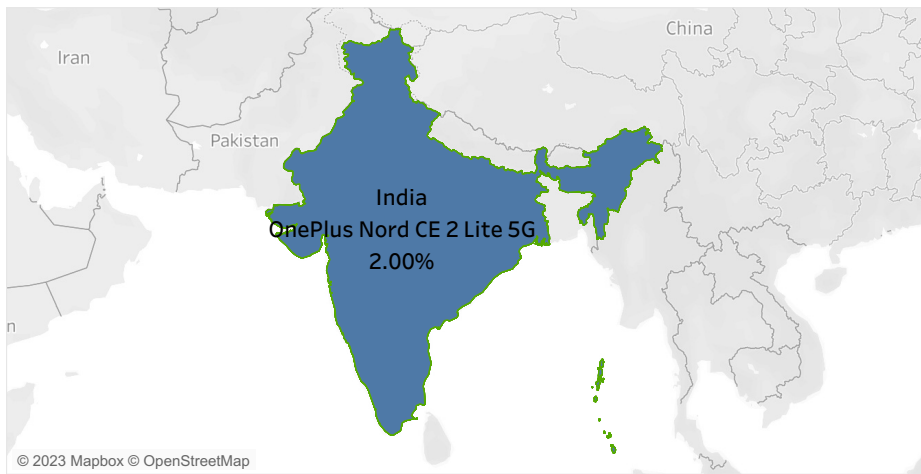 China
Iran
Pakistan
India
OnePlus Nord CE 2 Lite 5G
2.00%
n
© 2023 Mapbox © OpenStreetMap